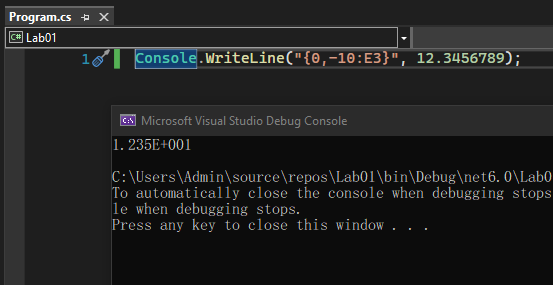 Program.cs
C# Lab01
1 Console.WriteLine("{0,-10:E3}", 12.3456789);
Microsoft Visual Studio Debug Console
1.235E+001
C:\Users\Admin\source\repos\Lab01\bin\Debug\net6.0\Lab0
To automatically close the console when debugging stops
le when debugging stops.
Press any key to close this window . . .